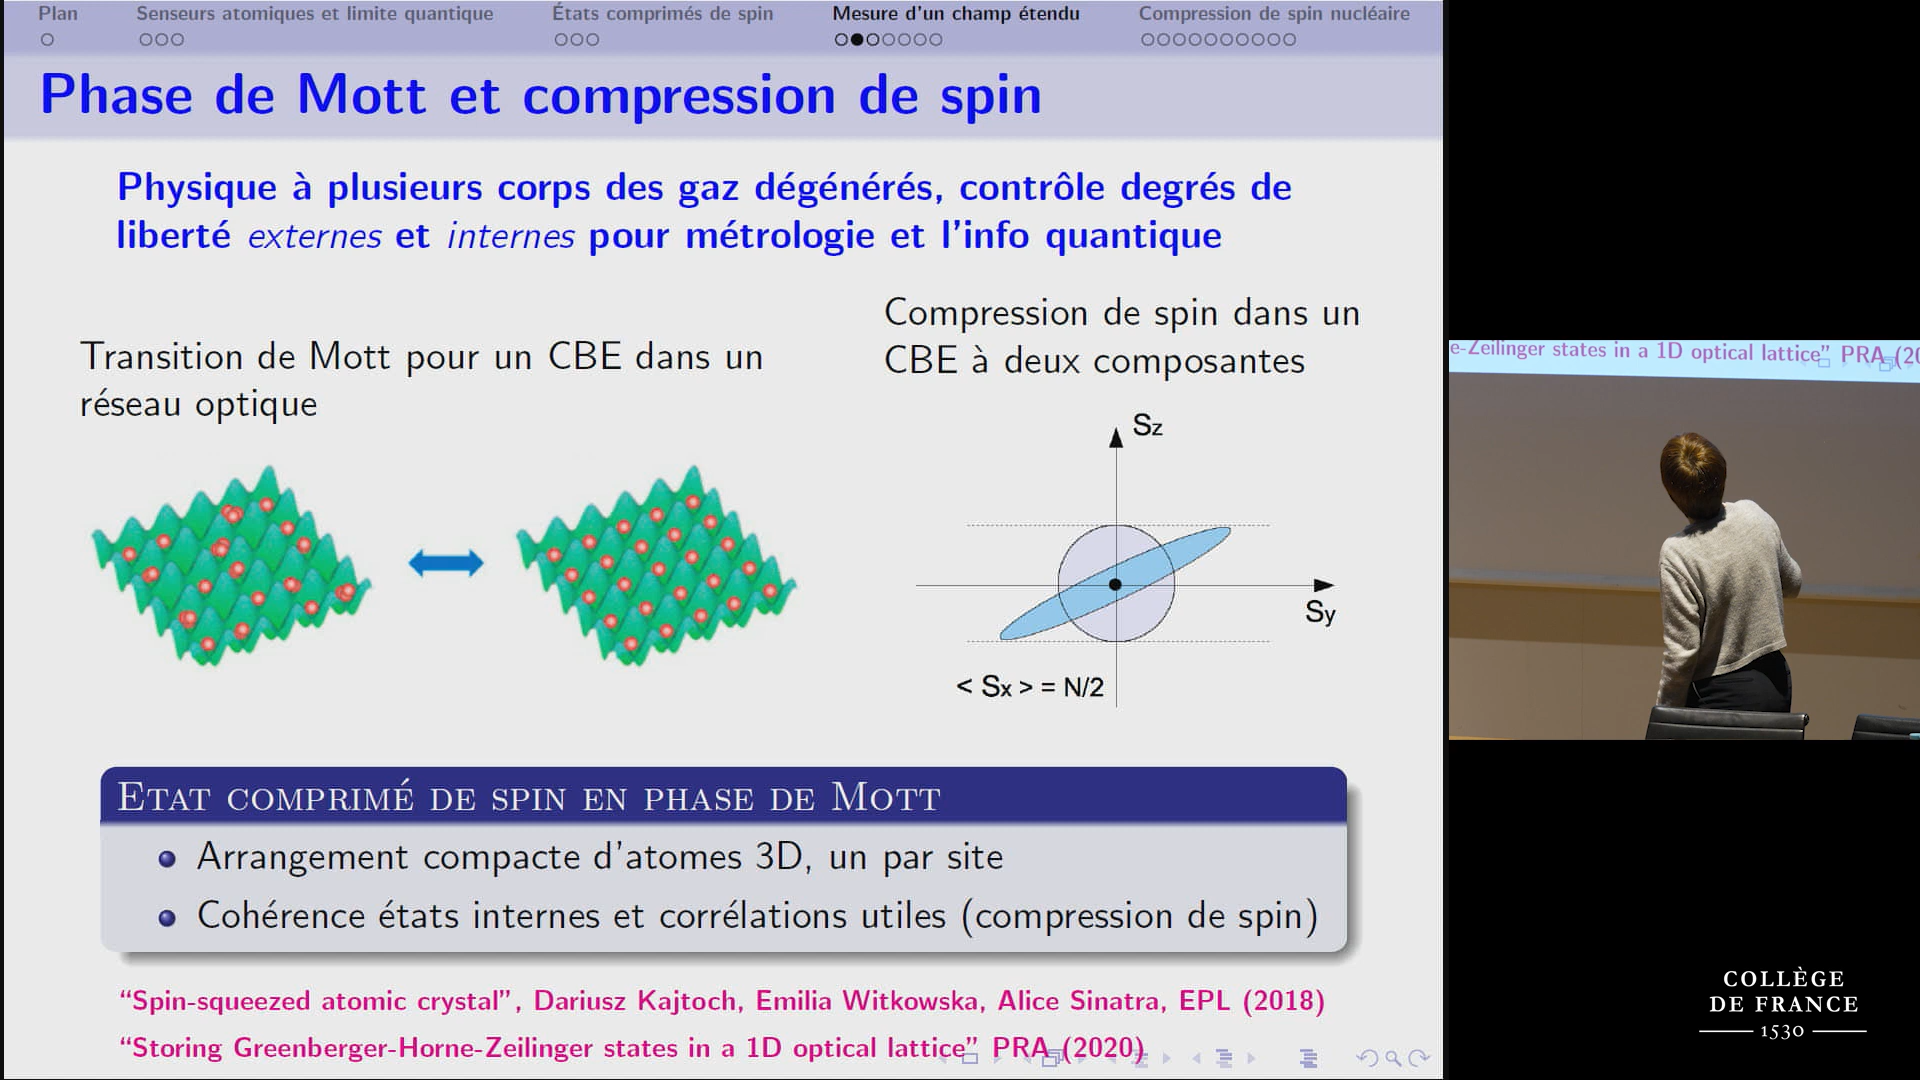 Plan
Senseurs atomiques et limite quantique
États comprimés de spin
Mesure d'un champ étendu
Compression de spin nucléaire
Phase de Mott et compression de spin
Physique à plusieurs corps des gaz dégénérés, contrôle degrés de
liberté externes et internes pour métrologie et l'info quantique
Transition de Mott pour un CBE dans un
réseau optique
Compression de spin dans un
CBE à deux composantes
Sz
Sy
< Sx > = N/2
Etat comprimé de spin en phase de Mott
Arrangement compacte d'atomes 3D, un par site
Cohérence états internes et corrélations utiles (compression de spin)
“Spin-squeezed atomic crystal”, Dariusz Kajtoch, Emilia Witkowska, Alice Sinatra, EPL (2018)
“Storing Greenberger-Horne-Zeilinger states in a 1D optical lattice” PRA (2020)
e-Zeilinger states in a 1D optical lattice” PRA (20
COLLÈGE
DE FRANCE
1530